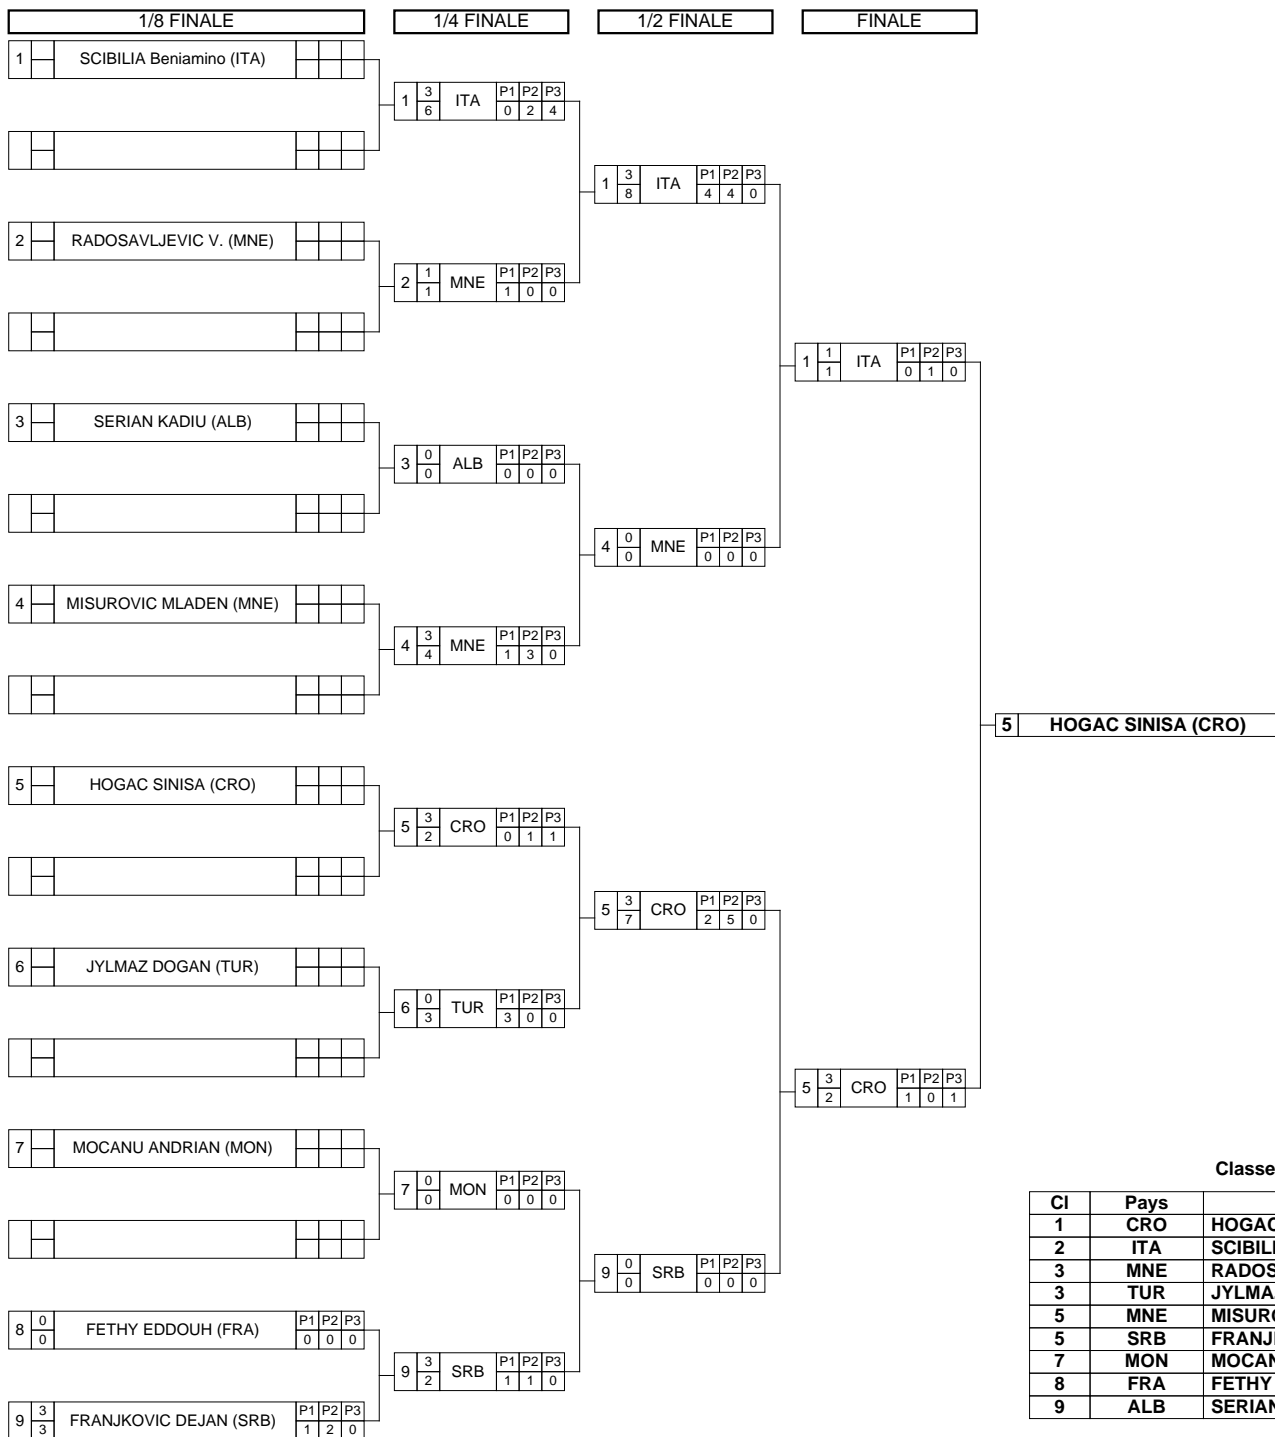 1/8 FINALE 1/4 FINALE 1/2 FINALE FINALE
1 SCIBILIA Beniamino (ITA)
1 3 6 ITA P1 P2 P3 0 2 4
1 3 8 ITA P1 P2 P3 4 4 0
2 RADOSAVLJEVIC V. (MNE)
2 1 1 MNE P1 P2 P3 1 0 0
1 1 1 ITA P1 P2 P3 0 1 0
3 SERIAN KADIU (ALB)
3 0 0 ALB P1 P2 P3 0 0 0
4 0 0 MNE P1 P2 P3 0 0 0
4 MISUROVIC MLADEN (MNE)
4 3 4 MNE P1 P2 P3 1 3 0
5 HOGAC SINISA (CRO)
5 HOGAC SINISA (CRO)
5 3 2 CRO P1 P2 P3 0 1 1
5 3 7 CRO P1 P2 P3 2 5 0
6 JYLMAZ DOGAN (TUR)
6 0 3 TUR P1 P2 P3 3 0 0
5 3 2 CRO P1 P2 P3 1 0 1
7 MOCANU ANDRIAN (MON)
7 0 0 MON P1 P2 P3 0 0 0
9 0 0 SRB P1 P2 P3 0 0 0
8 0 0 FETHY EDDOUH (FRA) P1 P2 P3 0 0 0
9 3 2 SRB P1 P2 P3 1 1 0
9 3 3 FRANJKOVIC DEJAN (SRB) P1 P2 P3 1 2 0
Classe
Cl Pays
1 CRO HOGAC
2 ITA SCIBILI
3 MNE RADOS
3 TUR JYLMA
5 MNE MISURO
5 SRB FRANJ
7 MON MOCAN
8 FRA FETHY
9 ALB SERIAN